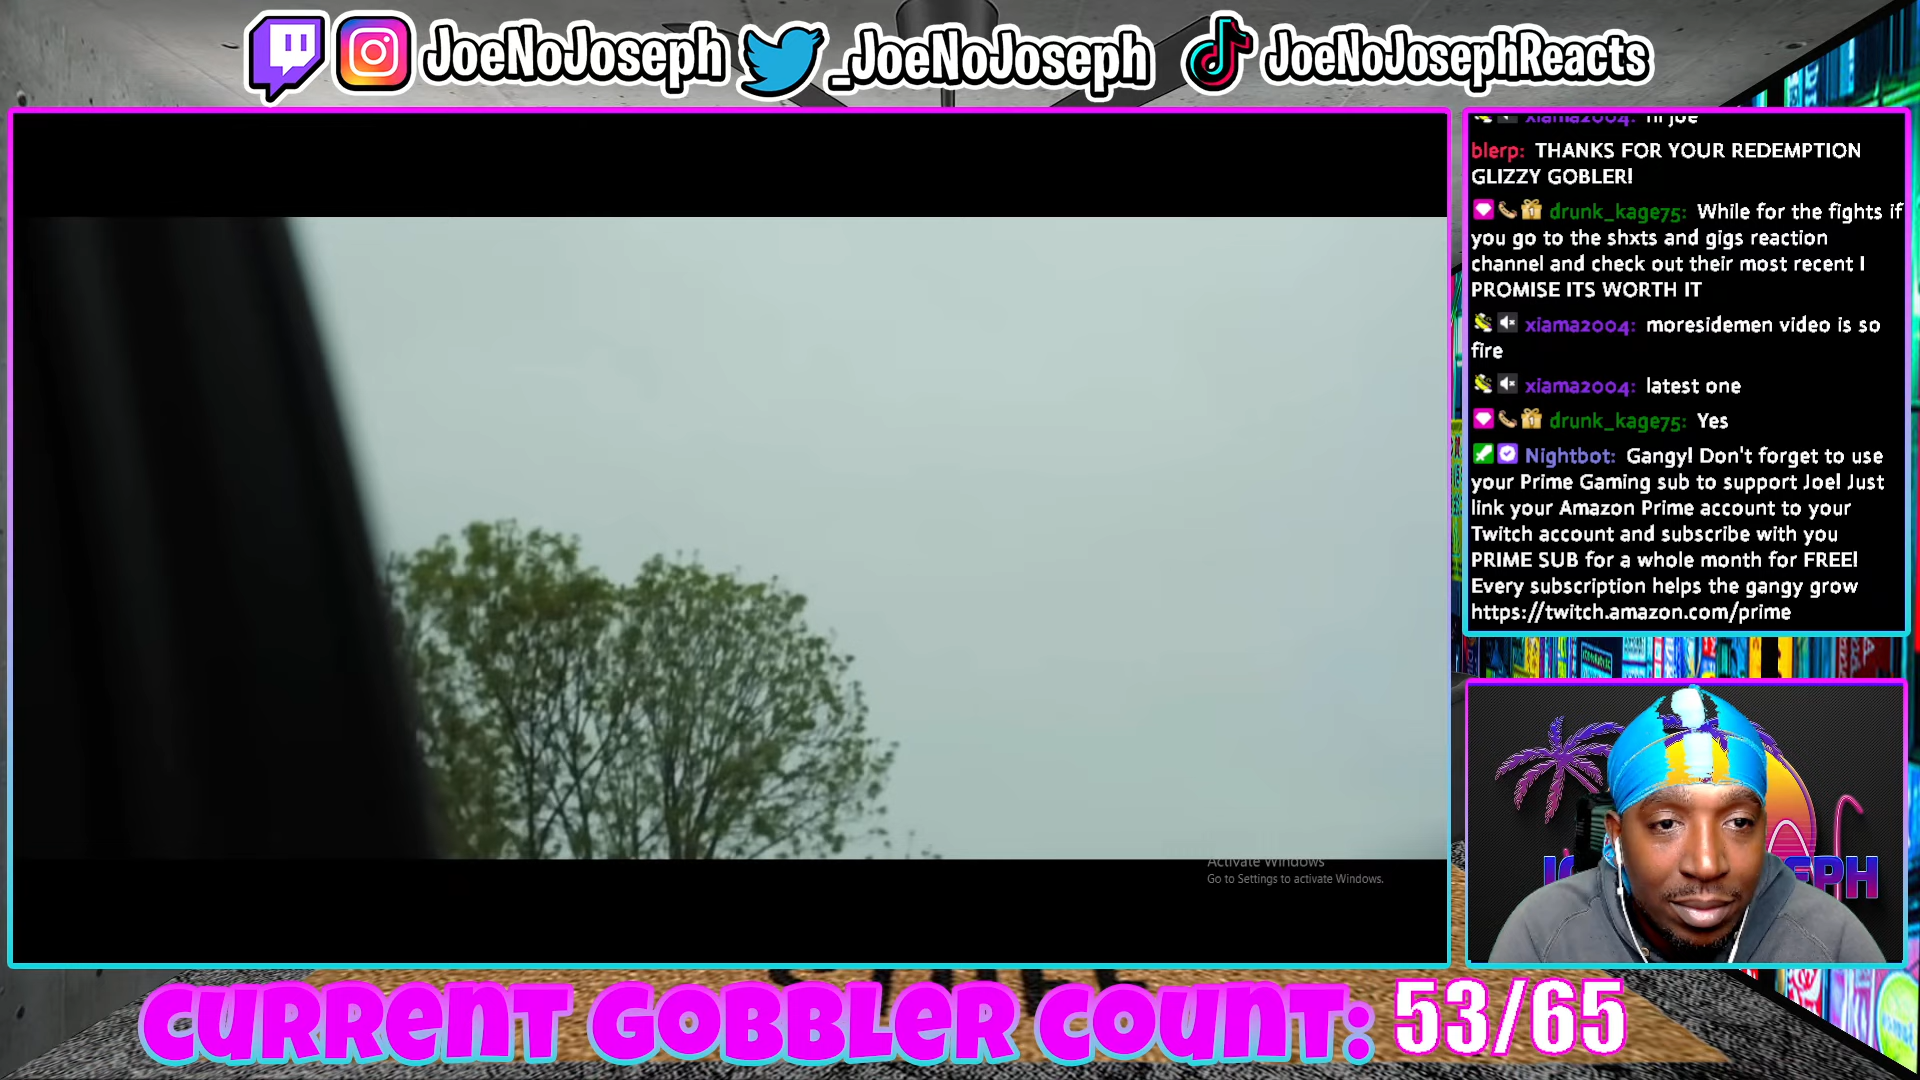 JoeNoJoseph
_JoeNoJoseph
JoeNoJosephReacts
xiama2004: hi joe
blerp: THANKS FOR YOUR REDEMPTION
GLIZZY GOBLER!
drunk_kage75: While for the fights if
you go to the shxts and gigs reaction
channel and check out their most recent I
PROMISE ITS WORTH IT
xiama2004: moresidemen video is so
fire
xiama2004: latest one
drunk_kage75: Yes
Nightbot: Gangy! Don't forget to use
your Prime Gaming sub to support Joe! Just
link your Amazon Prime account to your
Twitch account and subscribe with you
PRIME SUB for a whole month for FREE!
Every subscription helps the gangy grow
https://twitch.amazon.com/prime
Activate Windows
Go to Settings to activate Windows.
EPH
CURRENT GOBBLER COUNT: 53/65